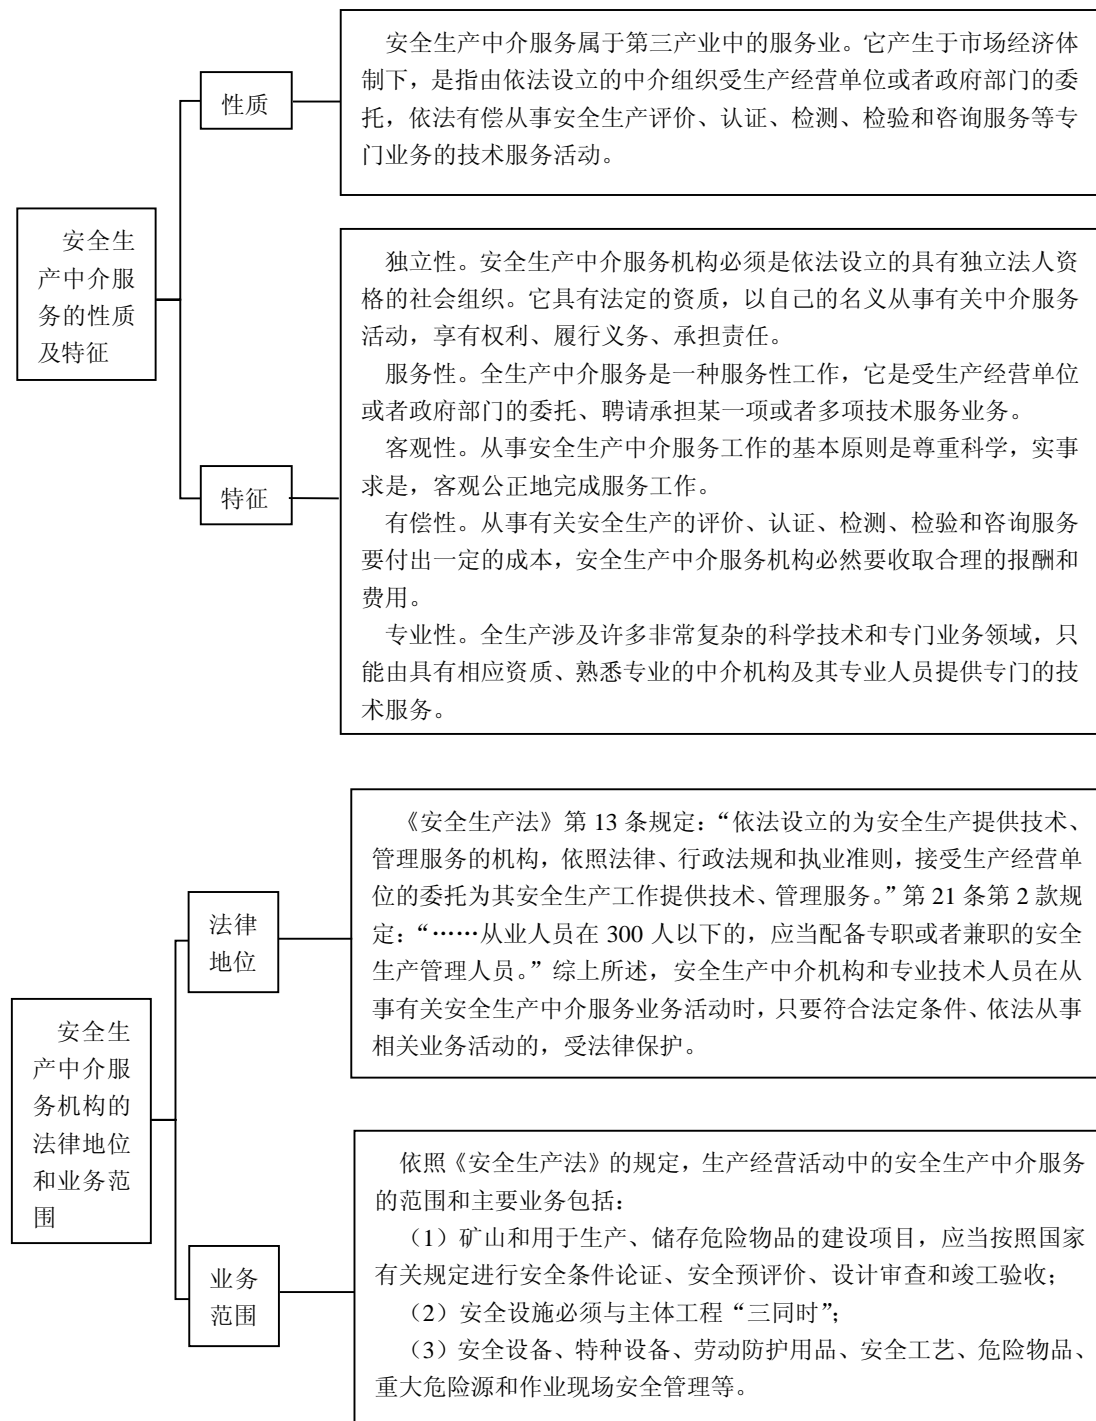 安全生产中介服务属于第三产业中的服务业。它产生于市场经济体
制下，是指由依法设立的中介组织受生产经营单位或者政府部门的委
托，依法有偿从事安全生产评价、认证、检测、检验和咨询服务等专
门业务的技术服务活动。
性质
安全生
产中介服
务的性质
及特征
独立性。安全生产中介服务机构必须是依法设立的具有独立法人资
格的社会组织。它具有法定的资质，以自己的名义从事有关中介服务
活动，享有权利、履行义务、承担责任。
服务性。全生产中介服务是一种服务性工作，它是受生产经营单位
或者政府部门的委托、聘请承担某一项或者多项技术服务业务。
客观性。从事安全生产中介服务工作的基本原则是尊重科学，实事
求是，客观公正地完成服务工作。
有偿性。从事有关安全生产的评价、认证、检测、检验和咨询服务
要付出一定的成本，安全生产中介服务机构必然要收取合理的报酬和
费用。
专业性。全生产涉及许多非常复杂的科学技术和专门业务领域，只
能由具有相应资质、熟悉专业的中介机构及其专业人员提供专门的技
术服务。
特征
《安全生产法》第 13 条规定：“依法设立的为安全生产提供技术、
管理服务的机构，依照法律、行政法规和执业准则，接受生产经营单
位的委托为其安全生产工作提供技术、管理服务。”第 21 条第 2 款规
定：“……从业人员在 300 人以下的，应当配备专职或者兼职的安全
生产管理人员。”综上所述，安全生产中介机构和专业技术人员在从
事有关安全生产中介服务业务活动时，只要符合法定条件、依法从事
相关业务活动的，受法律保护。
法律
地位
安全生
产中介服
务机构的
法律地位
和业务范
围
依照《安全生产法》的规定，生产经营活动中的安全生产中介服务
的范围和主要业务包括：
（1）矿山和用于生产、储存危险物品的建设项目，应当按照国家
有关规定进行安全条件论证、安全预评价、设计审查和竣工验收；
（2）安全设施必须与主体工程“三同时”；
（3）安全设备、特种设备、劳动防护用品、安全工艺、危险物品、
重大危险源和作业现场安全管理等。
业务
范围